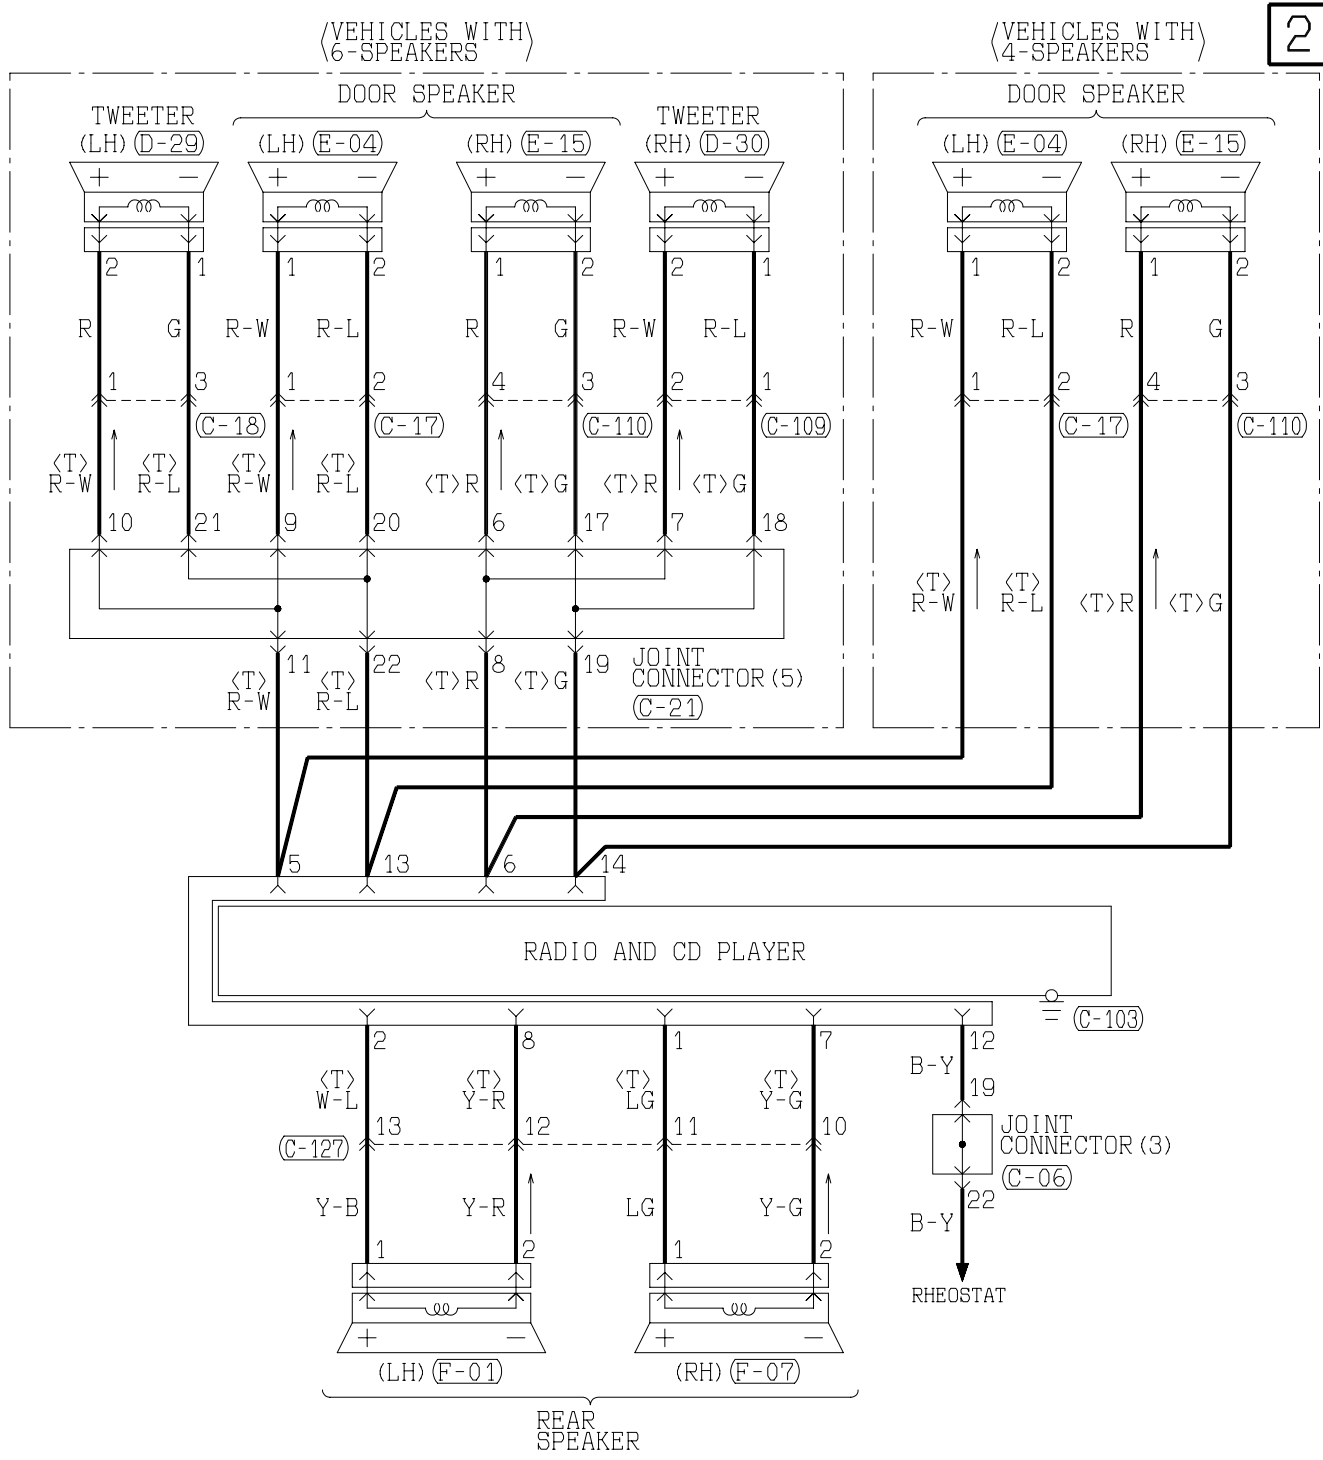 ⟨VEHICLES WITH 6-SPEAKERS⟩
⟨VEHICLES WITH 4-SPEAKERS⟩
2
DOOR SPEAKER
DOOR SPEAKER
TWEETER
TWEETER
(LH) D-29
(LH) E-04
(RH) E-15
(RH) D-30
(LH) E-04
(RH) E-15
+ − + − + − + − + − + −
2 1 1 2 1 2 2 1 1 2 1 2
R G R-W R-L R G R-W R-L R-W R-L R G
1 3 1 2 4 3 2 1 1 2 4 3
C-18 C-17 C-110 C-109 C-17 C-110
⟨T⟩ R-W ⟨T⟩ R-L ⟨T⟩ R-W ⟨T⟩ R-L ⟨T⟩R ⟨T⟩G ⟨T⟩R ⟨T⟩G
10 21 9 20 6 17 7 18
⟨T⟩ R-W ⟨T⟩ R-L ⟨T⟩R ⟨T⟩G
11 22 8 19
JOINT
CONNECTOR(5)
C-21
⟨T⟩ R-W ⟨T⟩ R-L ⟨T⟩R ⟨T⟩G
5 13 6 14
RADIO AND CD PLAYER
C-103
2 8 1 7 12
B-Y
⟨T⟩ W-L ⟨T⟩ Y-R ⟨T⟩ LG ⟨T⟩ Y-G
19
13 12 11 10
C-127
JOINT
CONNECTOR(3)
C-06
22
Y-B Y-R LG Y-G B-Y
1 2 1 2
RHEOSTAT
+ − + −
(LH) F-01
(RH) F-07
REAR
SPEAKER